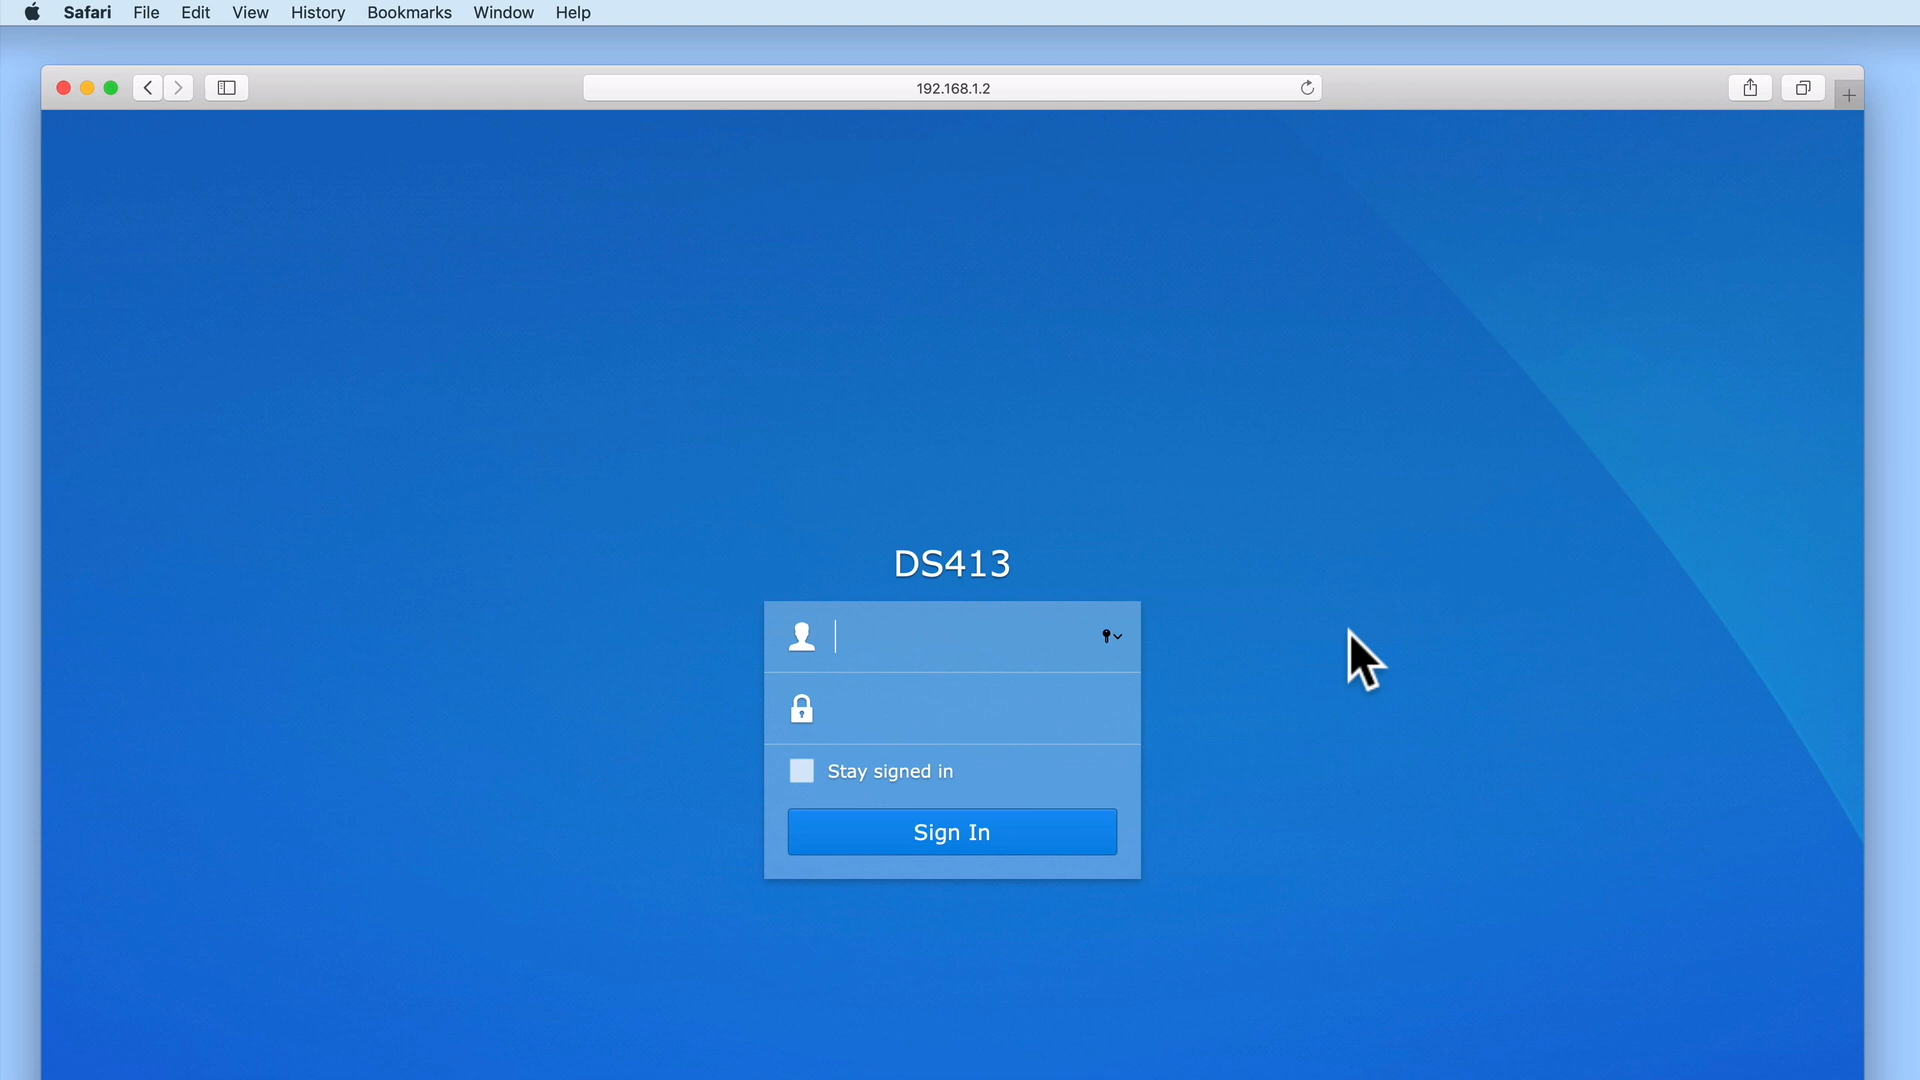 Safari File Edit View History Bookmarks Window Help
192.168.1.2
DS413
Stay signed in
Sign In